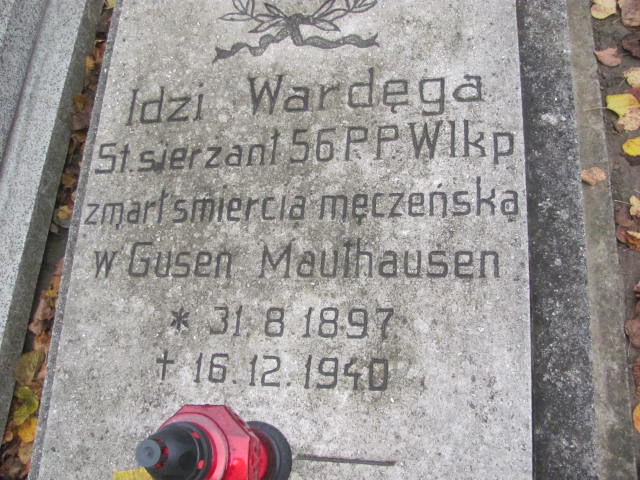 Idzi Wardęga
St. sierżant 56 P P Wlkp
zmarł śmiercią męczeńską
w Gusen Mauthausen
* 31. 8 1897
† 16. 12. 1940